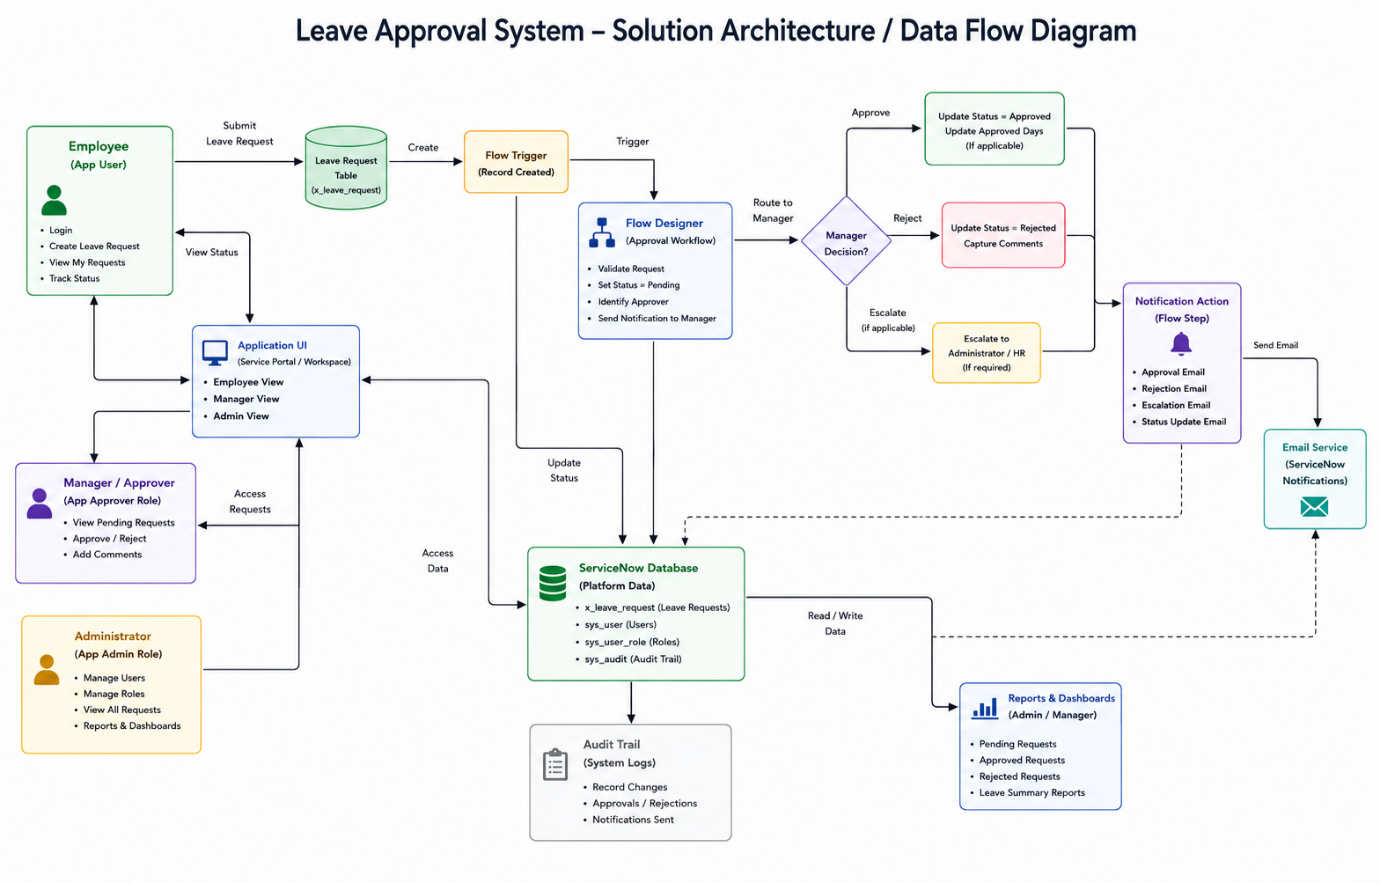 Leave Approval System – Solution Architecture / Data Flow Diagram
Employee
(App User)
• Login
• Create Leave Request
• View My Requests
• Track Status
Submit
Leave Request
Leave Request
Table
(x_leave_request)
Create
Flow Trigger
(Record Created)
Trigger
Flow Designer
(Approval Workflow)
• Validate Request
• Set Status = Pending
• Identify Approver
• Send Notification to Manager
Route to
Manager
Manager
Decision?
Approve
Update Status = Approved
Update Approved Days
(If applicable)
Reject
Update Status = Rejected
Capture Comments
Escalate
(if applicable)
Escalate to
Administrator / HR
(If required)
Notification Action
(Flow Step)
• Approval Email
• Rejection Email
• Escalation Email
• Status Update Email
Send Email
Email Service
(ServiceNow
Notifications)
View Status
Application UI
(Service Portal / Workspace)
• Employee View
• Manager View
• Admin View
Manager / Approver
(App Approver Role)
• View Pending Requests
• Approve / Reject
• Add Comments
Access
Requests
Administrator
(App Admin Role)
• Manage Users
• Manage Roles
• View All Requests
• Reports & Dashboards
Access
Data
Update
Status
ServiceNow Database
(Platform Data)
• x_leave_request (Leave Requests)
• sys_user (Users)
• sys_user_role (Roles)
• sys_audit (Audit Trail)
Read / Write
Data
Audit Trail
(System Logs)
• Record Changes
• Approvals / Rejections
• Notifications Sent
Reports & Dashboards
(Admin / Manager)
• Pending Requests
• Approved Requests
• Rejected Requests
• Leave Summary Reports